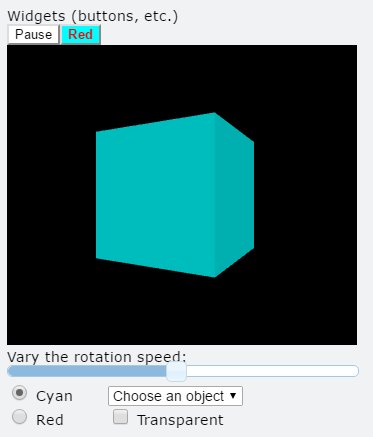 Widgets (buttons, etc.)
Pause Red
Vary the rotation speed:
Cyan Choose an object
Red Transparent